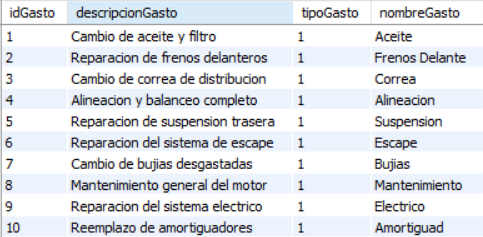 idGasto descripcionGasto tipoGasto nombreGasto
1 Cambio de aceite y filtro 1 Aceite
2 Reparacion de frenos delanteros 1 Frenos Delante
3 Cambio de correa de distribucion 1 Correa
4 Alineacion y balanceo completo 1 Alineacion
5 Reparacion de suspension trasera 1 Suspension
6 Reparacion del sistema de escape 1 Escape
7 Cambio de bujias desgastadas 1 Bujias
8 Mantenimiento general del motor 1 Mantenimiento
9 Reparacion del sistema electrico 1 Electrico
10 Reemplazo de amortiguadores 1 Amortiguad